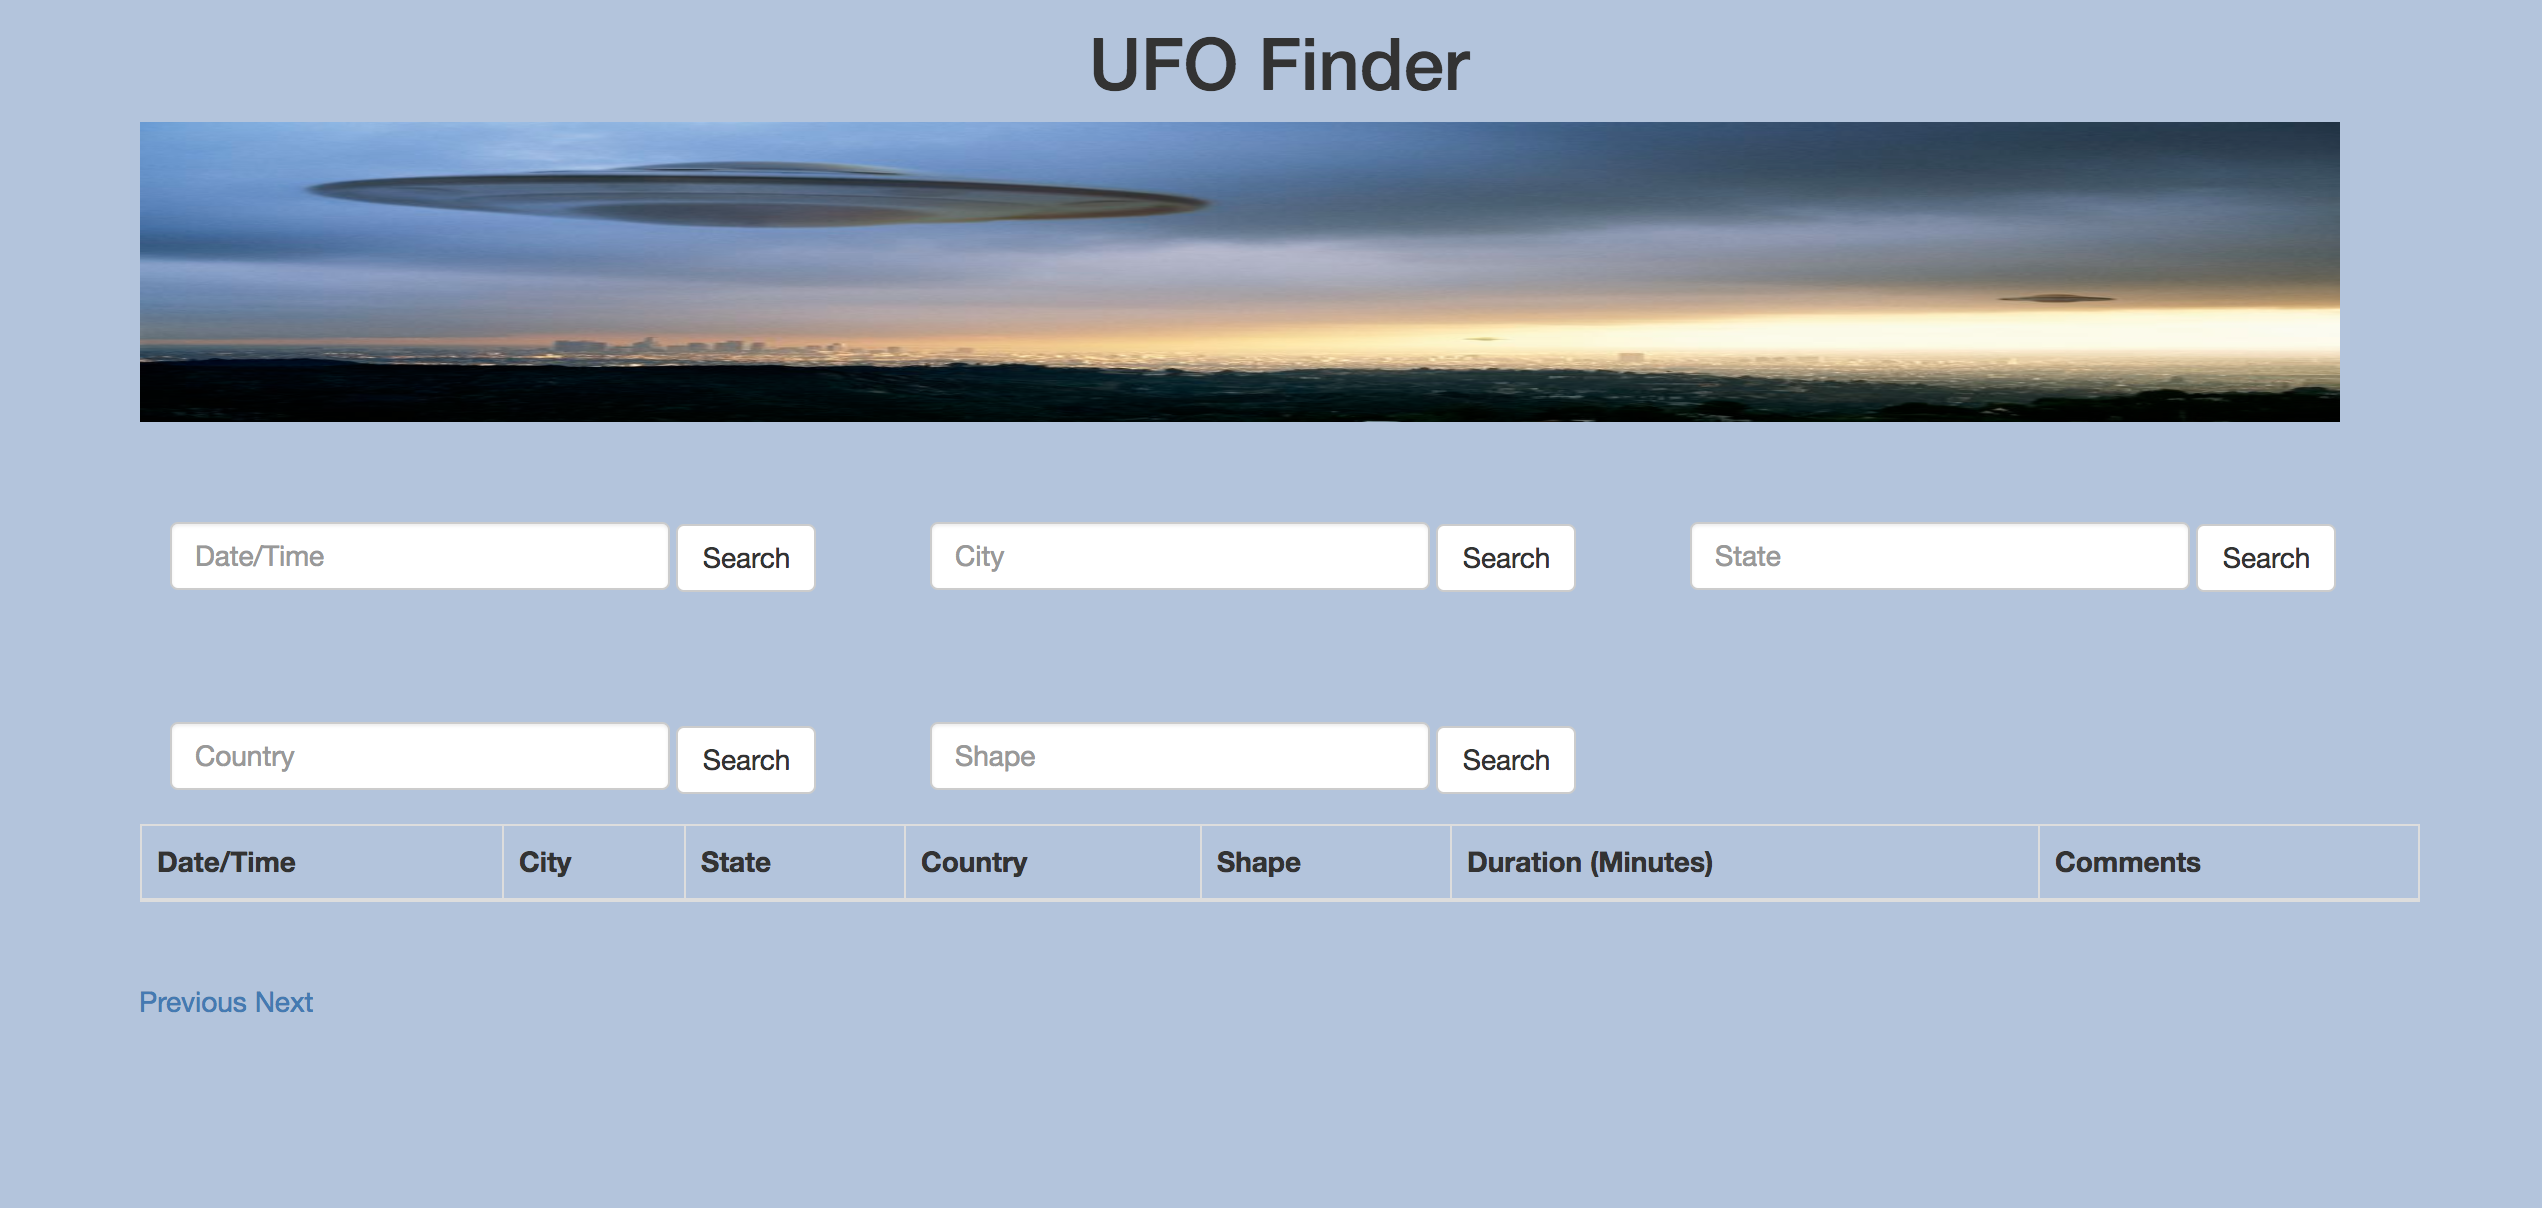 UFO Finder
Date/Time Search City Search State Search
Country Search Shape Search
Date/Time City State Country Shape Duration (Minutes) Comments
Previous Next